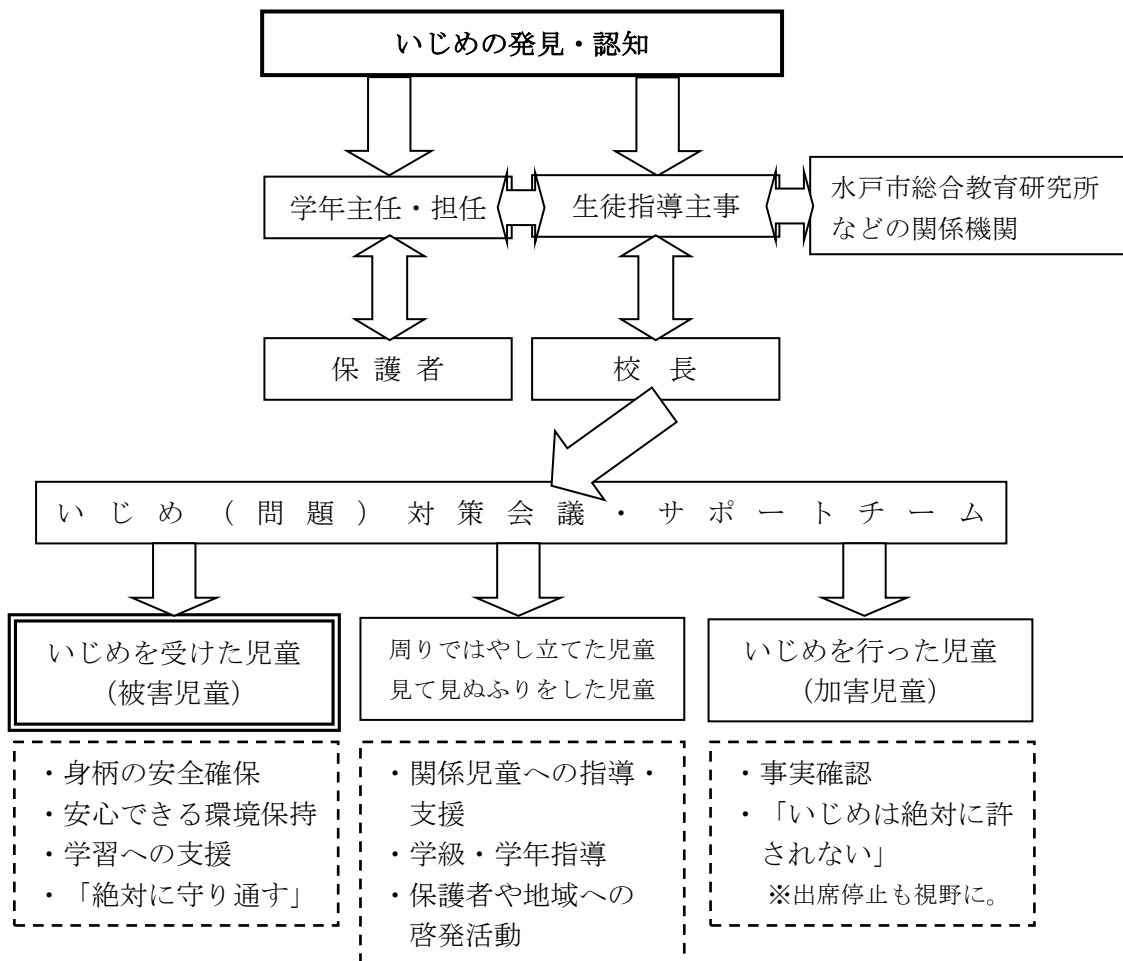 いじめの発見・認知
学年主任・担任
生徒指導主事
水戸市総合教育研究所
などの関係機関
保 護 者
校　長
い じ め （ 問 題 ） 対 策 会 議 ・ サ ポ ー ト チ ー ム
いじめを受けた児童
(被害児童)
周りではやし立てた児童
見て見ぬふりをした児童
いじめを行った児童
(加害児童)
・身柄の安全確保
・安心できる環境保持
・学習への支援
・「絶対に守り通す」
・関係児童への指導・
支援
・学級・学年指導
・保護者や地域への
啓発活動
・事実確認
・「いじめは絶対に許
されない」
※出席停止も視野に。